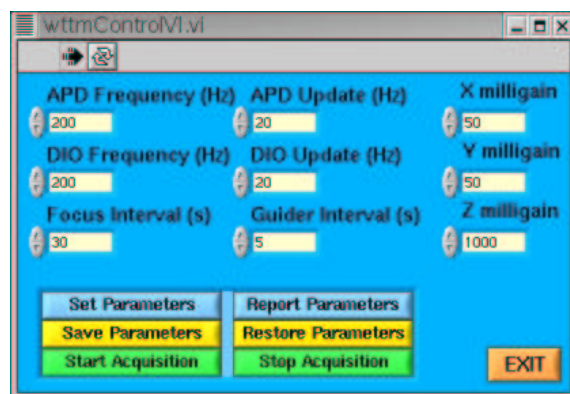 wttmControlVI.vi
APD Frequency (Hz) APD Update (Hz) X milligain
200 20 50
DIO Frequency (Hz) DIO Update (Hz) Y milligain
200 20 50
Focus Interval (s) Guider Interval (s) Z milligain
30 5 1000
Set Parameters Report Parameters
Save Parameters Restore Parameters
Start Acquisition Stop Acquisition
EXIT